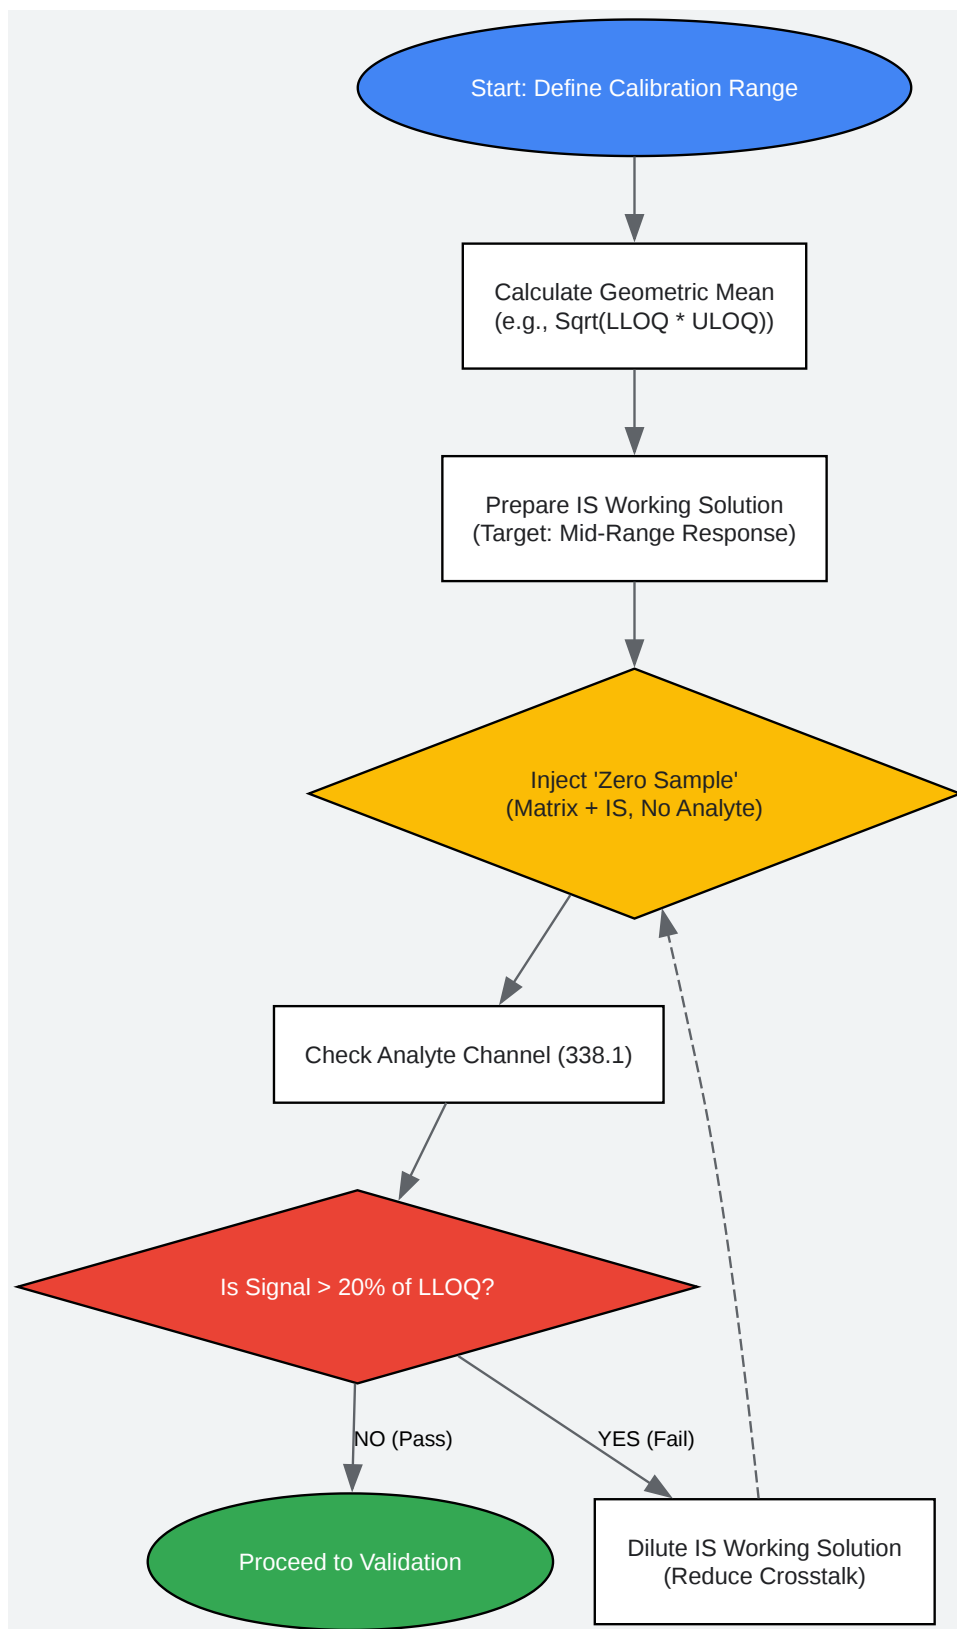 Start: Define Calibration Range
Calculate Geometric Mean
(e.g., Sqrt(LLOQ * ULOQ))
Prepare IS Working Solution
(Target: Mid-Range Response)
Inject 'Zero Sample'
(Matrix + IS, No Analyte)
Check Analyte Channel (338.1)
Is Signal > 20% of LLOQ?
NO (Pass)
YES (Fail)
Proceed to Validation
Dilute IS Working Solution
(Reduce Crosstalk)